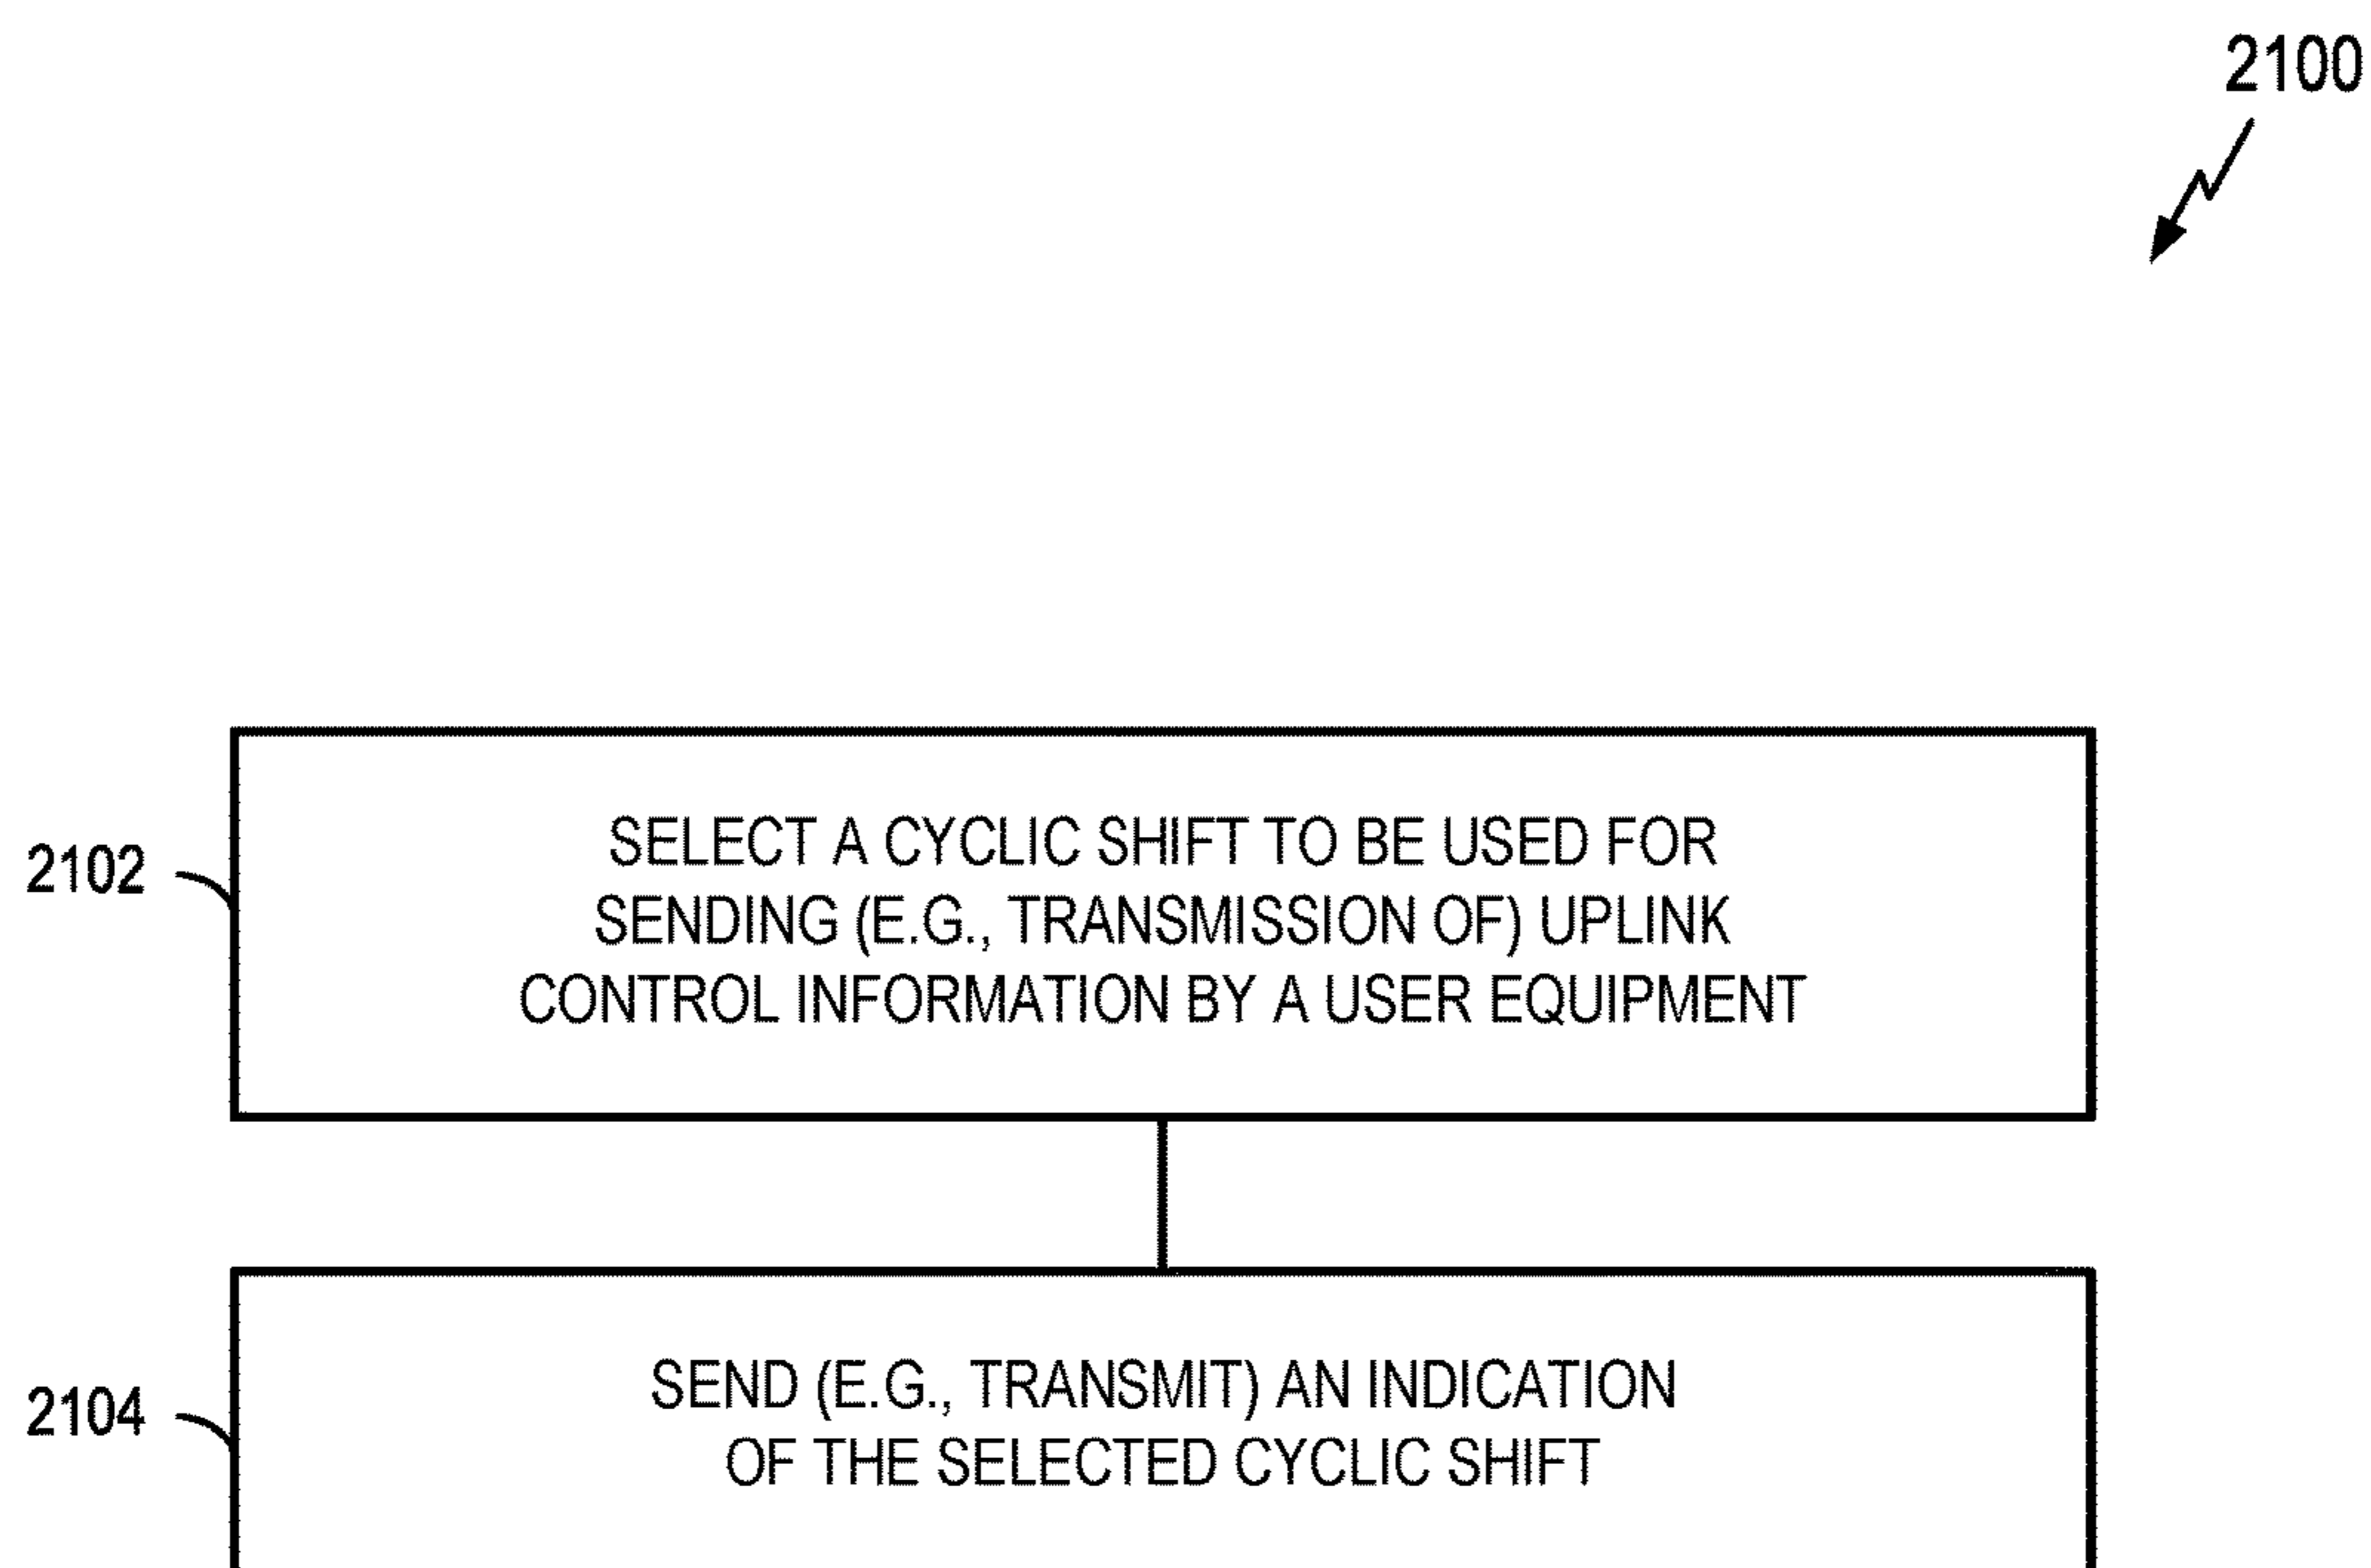 2100
2102
SELECT A CYCLIC SHIFT TO BE USED FOR
SENDING (E.G., TRANSMISSION OF) UPLINK
CONTROL INFORMATION BY A USER EQUIPMENT
2104
SEND (E.G., TRANSMIT) AN INDICATION
OF THE SELECTED CYCLIC SHIFT